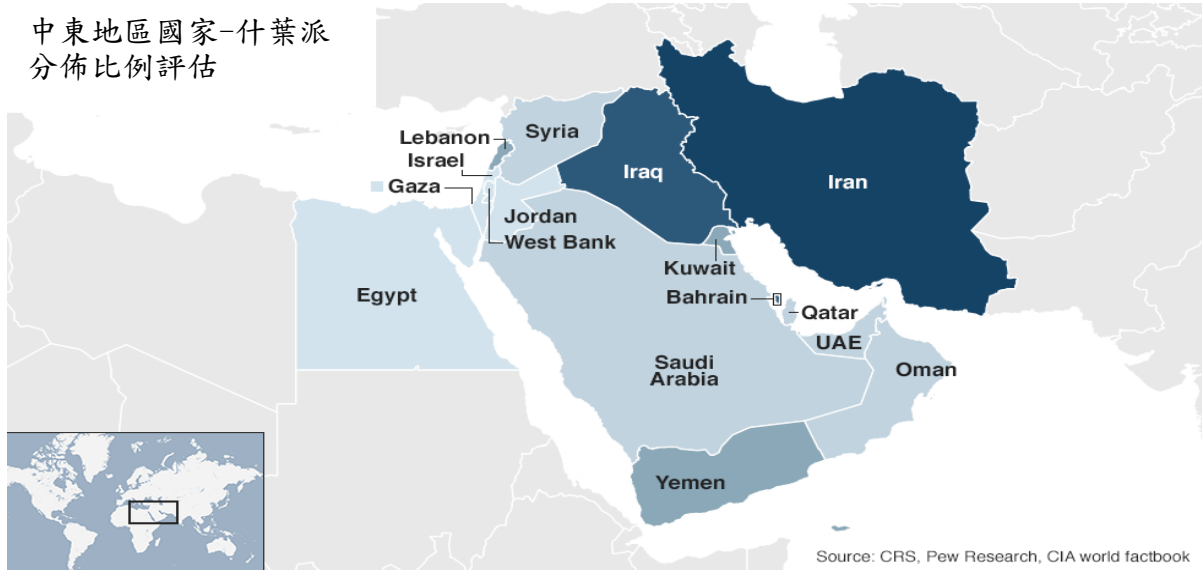 中東地區國家-什葉派
分佈比例評估
Syria
Lebanon
Israel
Gaza
Iraq
Iran
Jordan
West Bank
Kuwait
Bahrain
Egypt
Qatar
UAE
Saudi
Arabia
Oman
Yemen
Source: CRS, Pew Research, CIA world factbook